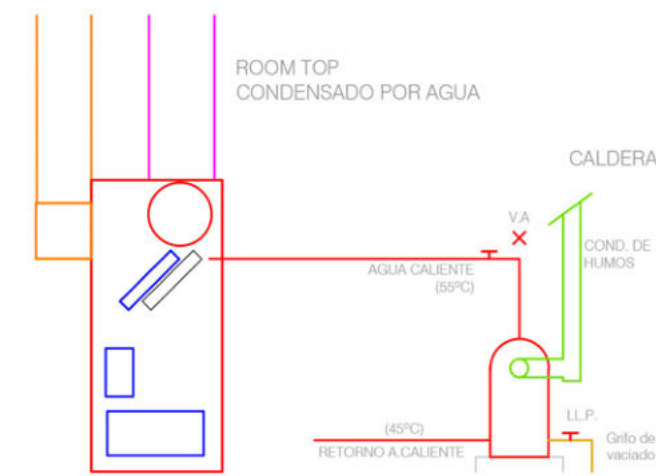 ROOM TOP
CONDENSADO POR AGUA
CALDERA
V.A
COND. DE
HUMOS
AGUA CALIENTE
(55ºC)
LL.P.
(45ºC)
RETORNO A.CALIENTE
Grifo de
vaciado